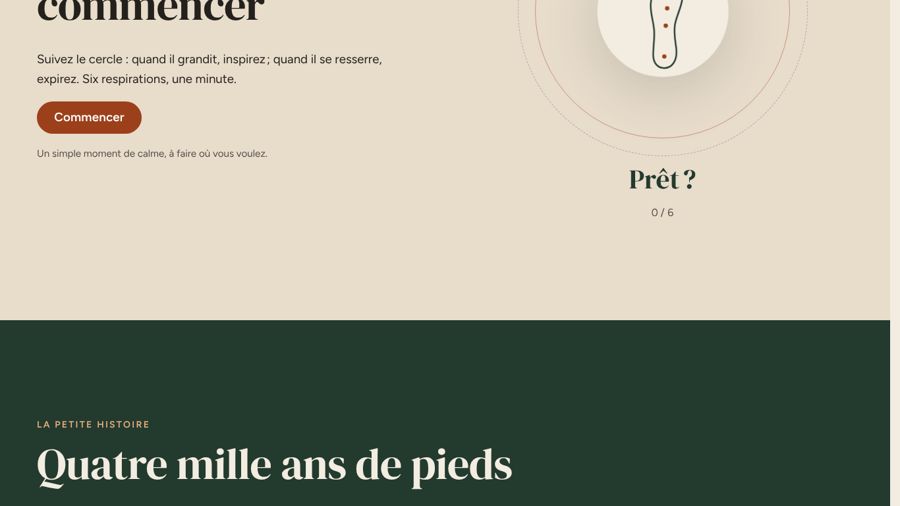 commencer
Suivez le cercle : quand il grandit, inspirez ; quand il se resserre,
expirez. Six respirations, une minute.
Commencer
Un simple moment de calme, à faire où vous voulez.
Prêt ?
0 / 6
LA PETITE HISTOIRE
Quatre mille ans de pieds